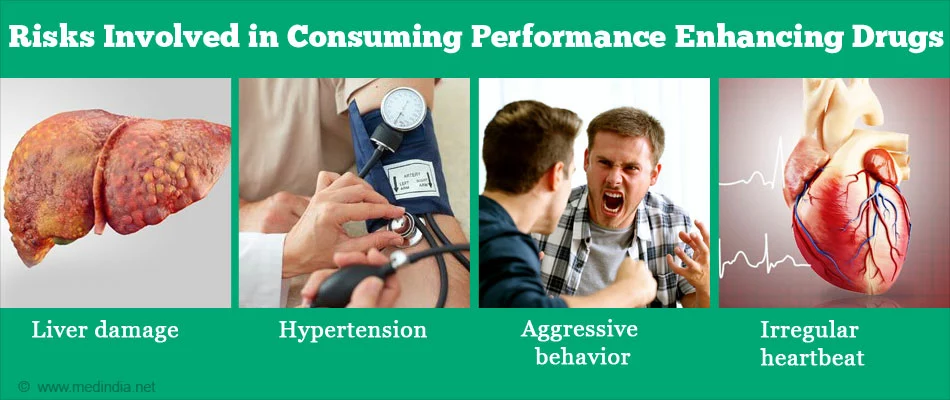 Risks Involved in Consuming Performance Enhancing Drugs
ARTERY
LEFT ARM
RIGHT ARM
Liver damage
Hypertension
Aggressive
behavior
Irregular
heartbeat
© www.medindia.net